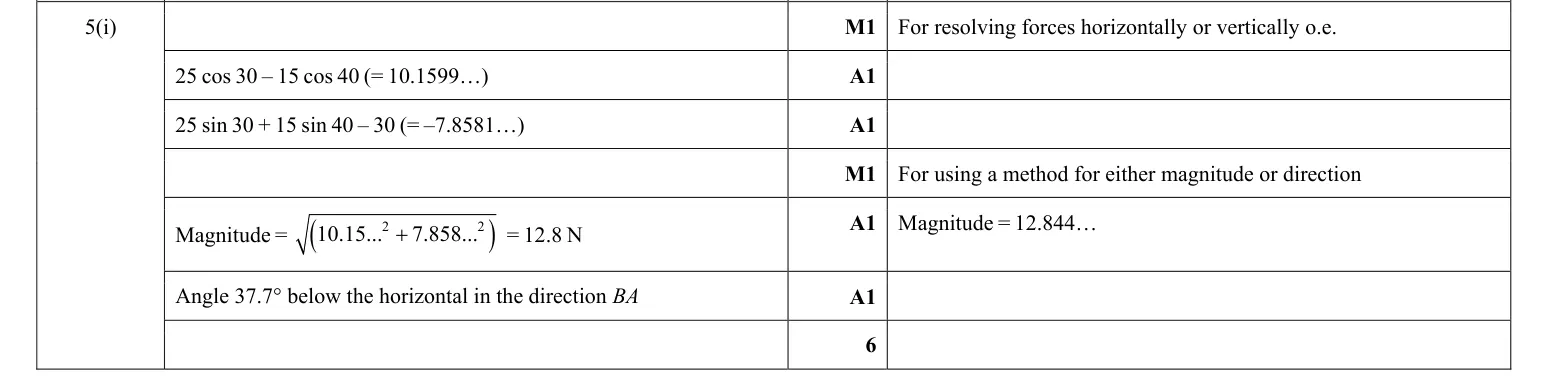 5(i) M1 For resolving forces horizontally or vertically o.e.
25 cos 30 – 15 cos 40 (= 10.1599…) A1
25 sin 30 + 15 sin 40 – 30 (= –7.8581…) A1
M1 For using a method for either magnitude or direction
Magnitude = √(10.15...² + 7.858...²) = 12.8 N A1 Magnitude = 12.844…
Angle 37.7° below the horizontal in the direction BA A1
6